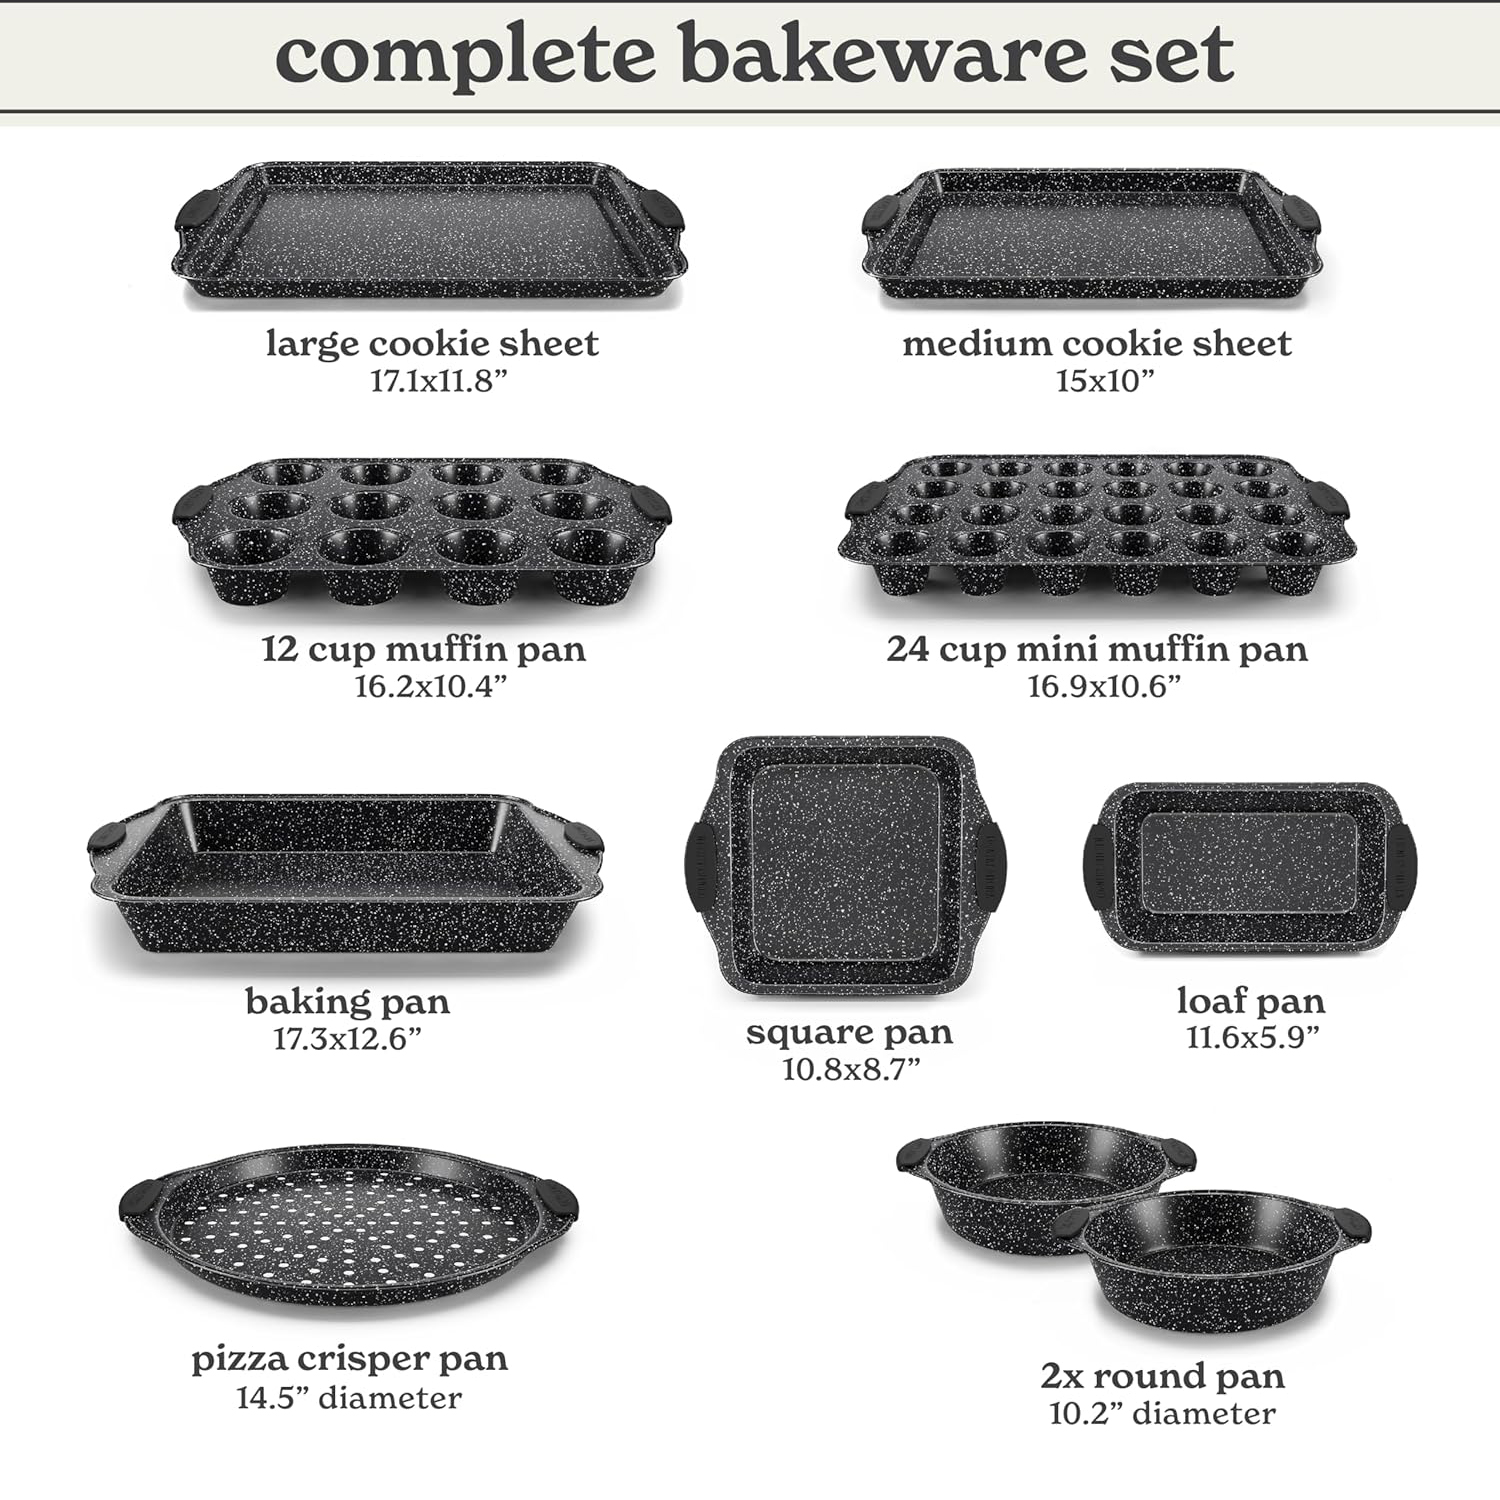 complete bakeware set
large cookie sheet
17.1x11.8”
medium cookie sheet
15x10”
12 cup muffin pan
16.2x10.4”
24 cup mini muffin pan
16.9x10.6”
baking pan
17.3x12.6”
square pan
10.8x8.7”
loaf pan
11.6x5.9”
pizza crisper pan
14.5” diameter
2x round pan
10.2” diameter